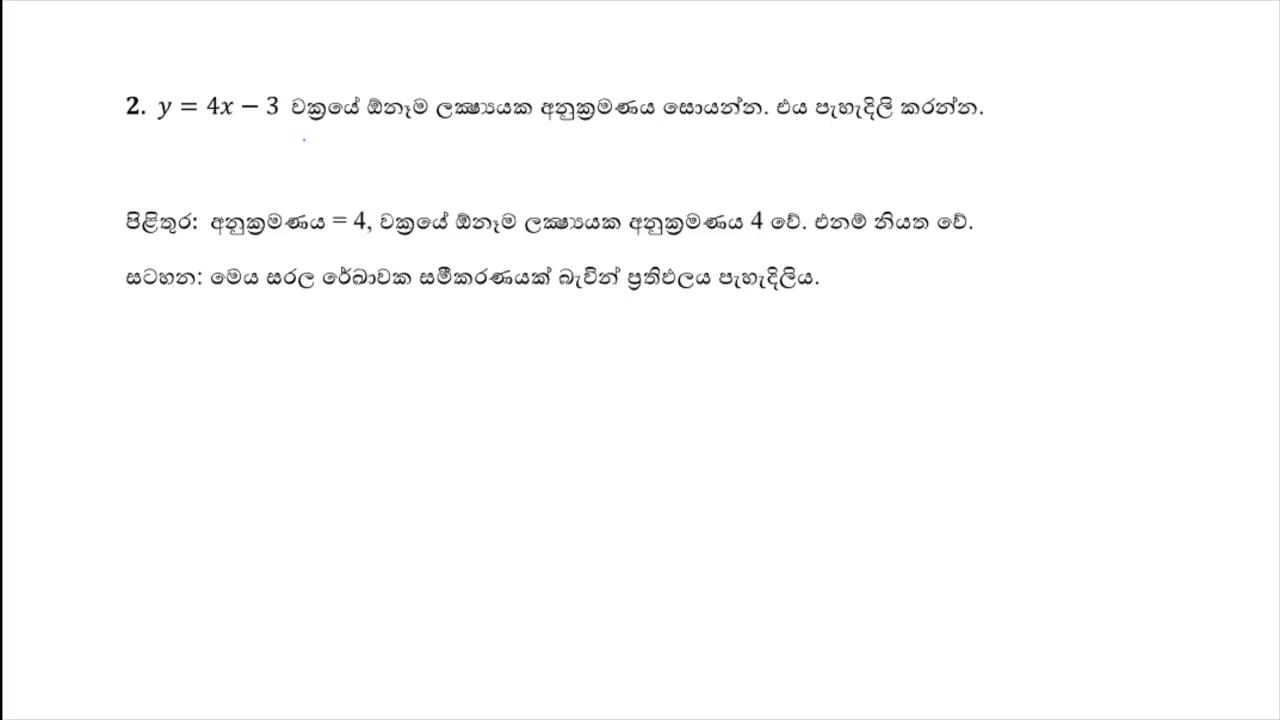 2. y = 4x − 3 වක්‍රයේ ඕනෑම ලක්ෂ්‍යයක අනුක්‍රමණය සොයන්න. එය පැහැදිලි කරන්න.
පිළිතුර: අනුක්‍රමණය = 4, වක්‍රයේ ඕනෑම ලක්ෂ්‍යයක අනුක්‍රමණය 4 වේ. එනම් නියත වේ.
සටහන: මෙය සරල රේඛාවක සමීකරණයක් බැවින් ප්‍රතිඵලය පැහැදිලිය.